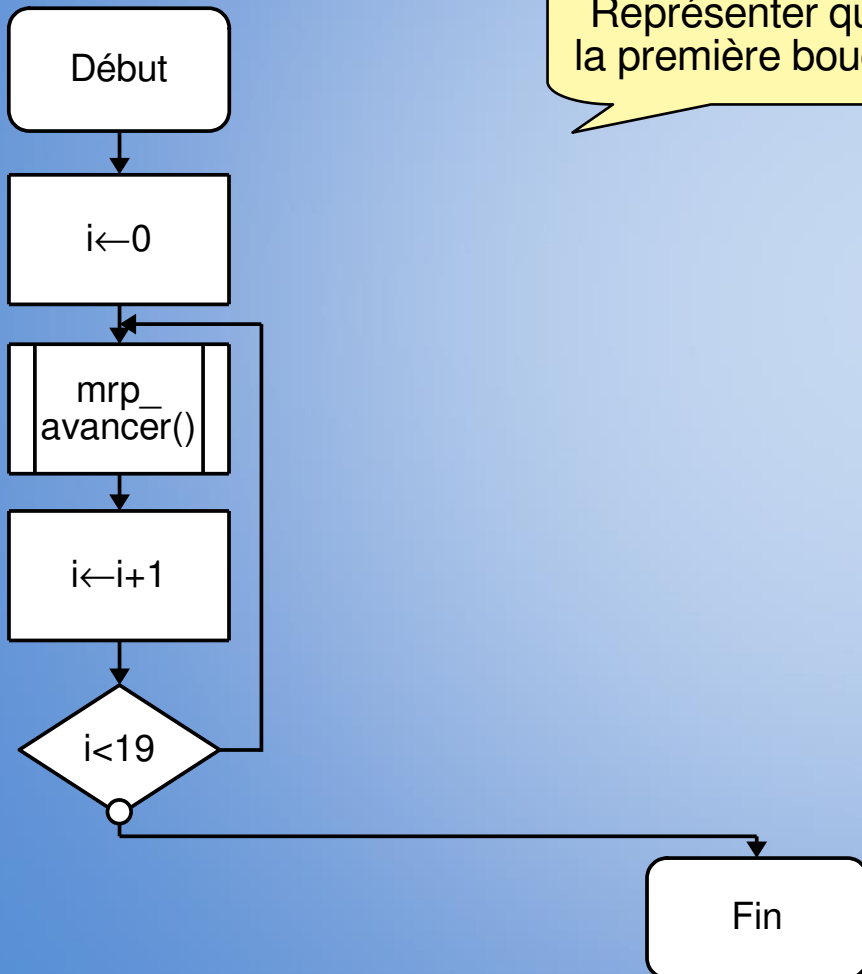 Représenter
la première
Début
i←0
mrp_
avancer()
i←i+1
i<19
Fin